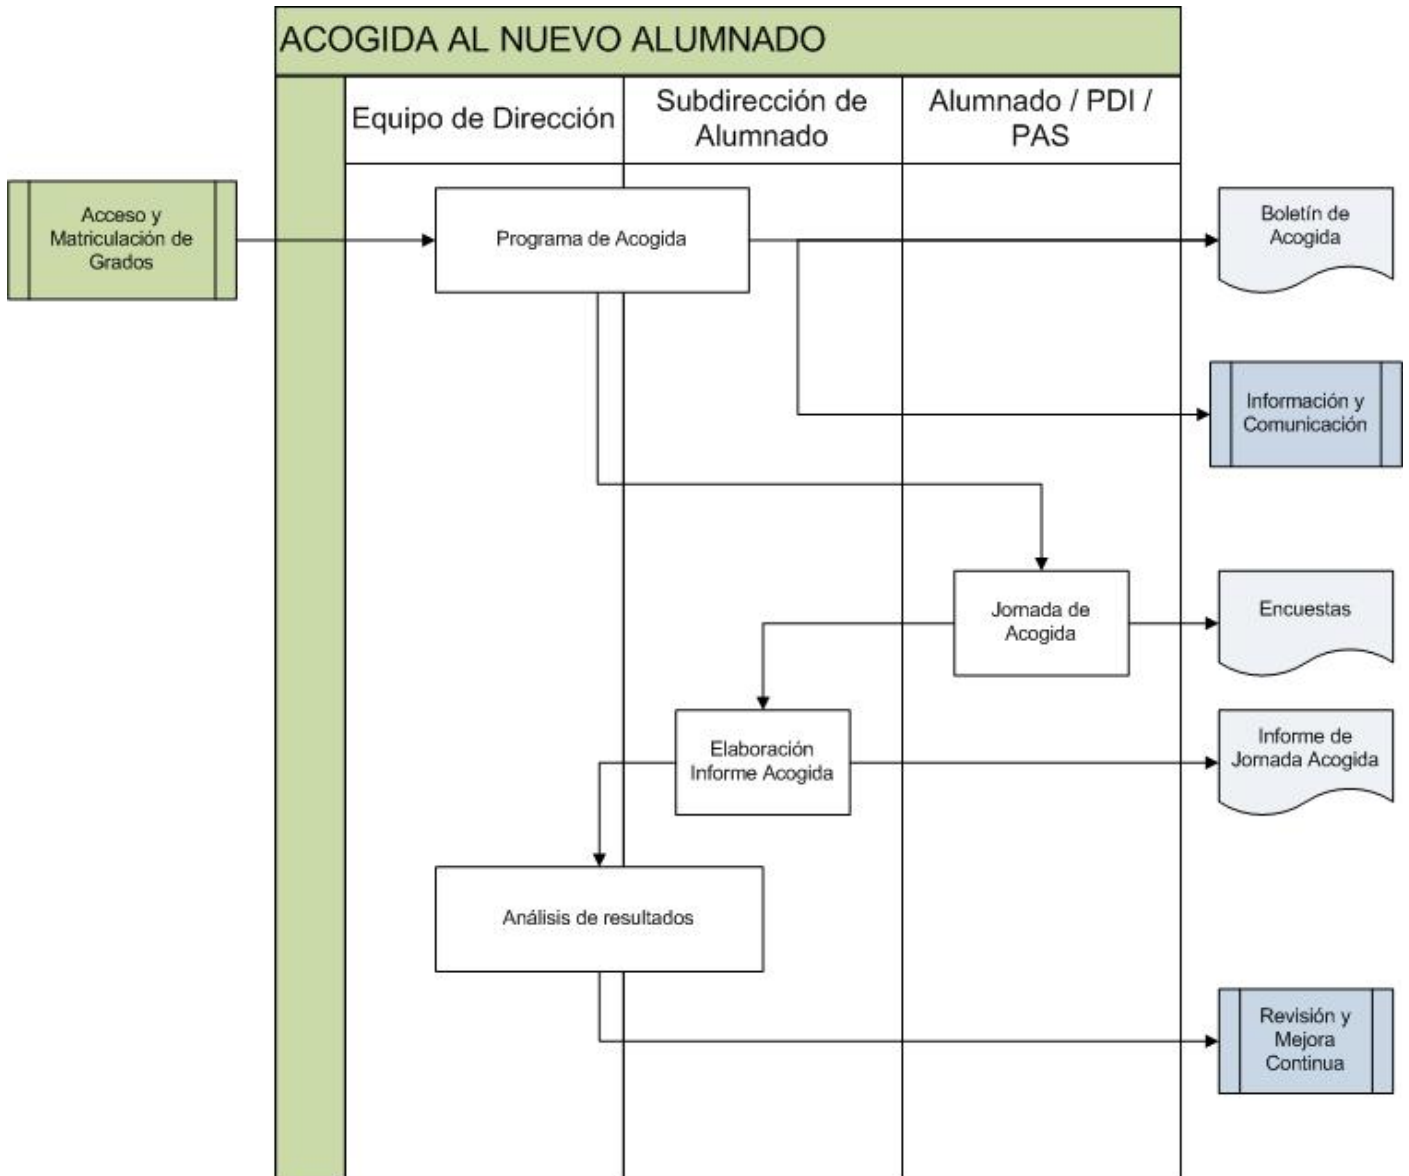 ACOGIDA AL NUEVO ALUMNADO
Equipo de Dirección
Subdirección de
Alumnado
Alumnado / PDI /
PAS
Acceso y
Matriculación de
Grados
Programa de Acogida
Boletín de
Acogida
Información y
Comunicación
Jornada de
Acogida
Encuestas
Elaboración
Informe Acogida
Informe de
Jornada Acogida
Análisis de resultados
Revisión y
Mejora
Continua